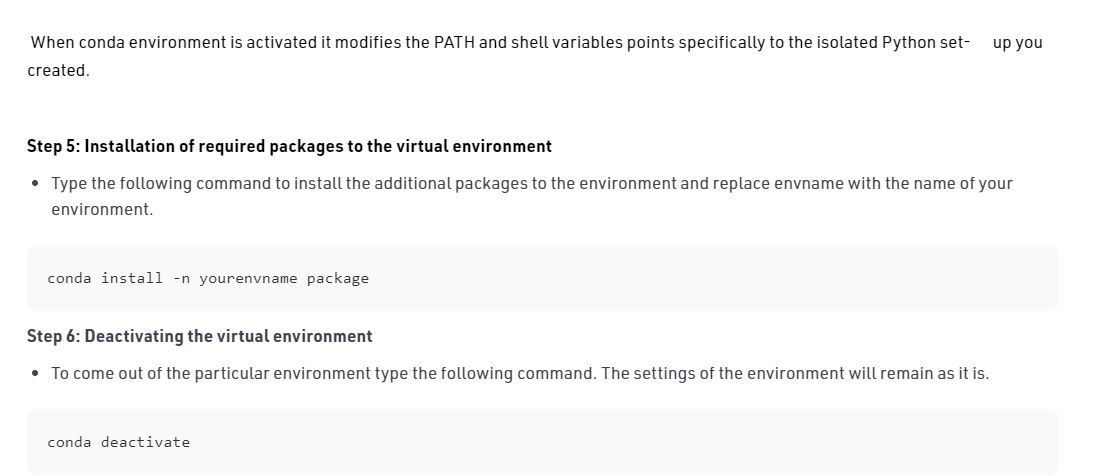 When conda environment is activated it modifies the PATH and shell variables points specifically to the isolated Python set- up you
created.
Step 5: Installation of required packages to the virtual environment
• Type the following command to install the additional packages to the environment and replace envname with the name of your
environment.
conda install -n yourenvname package
Step 6: Deactivating the virtual environment
• To come out of the particular environment type the following command. The settings of the environment will remain as it is.
conda deactivate